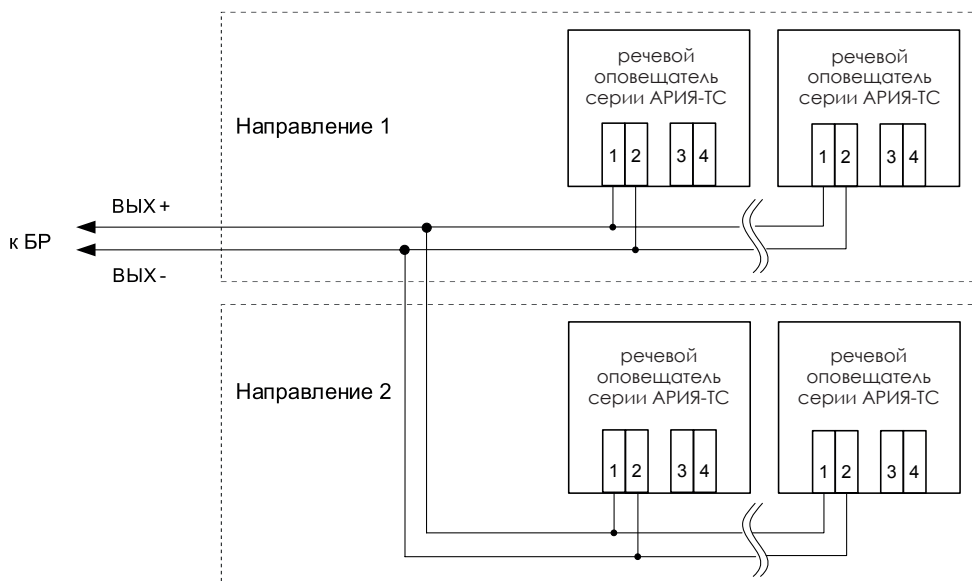 речевой
оповещатель
серии АРИЯ-ТС
1 2 3 4
речевой
оповещатель
серии АРИЯ-ТС
1 2 3 4
Направление 1
ВЫХ +
к БР
ВЫХ -
речевой
оповещатель
серии АРИЯ-ТС
1 2 3 4
речевой
оповещатель
серии АРИЯ-ТС
1 2 3 4
Направление 2